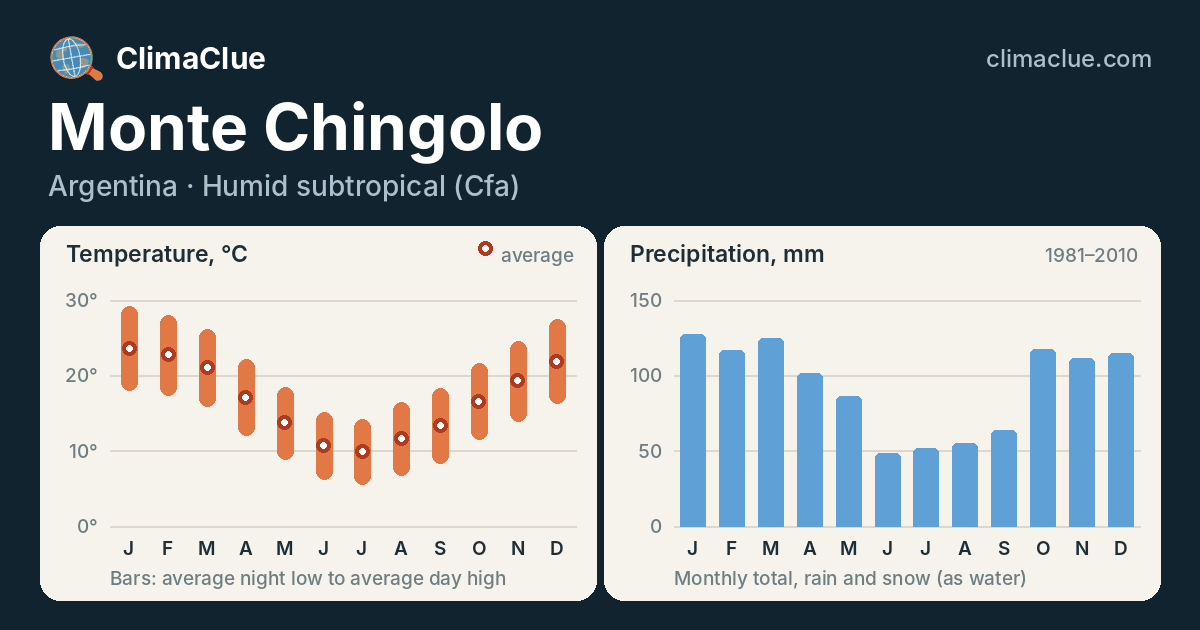 ClimaClue
climaclue.com
Monte Chingolo
Argentina · Humid subtropical (Cfa)
Temperature, °C
average
30°
20°
10°
0°
J F M A M J J A S O N D
Bars: average night low to average day high
Precipitation, mm
1981–2010
150
100
50
0
J F M A M J J A S O N D
Monthly total, rain and snow (as water)